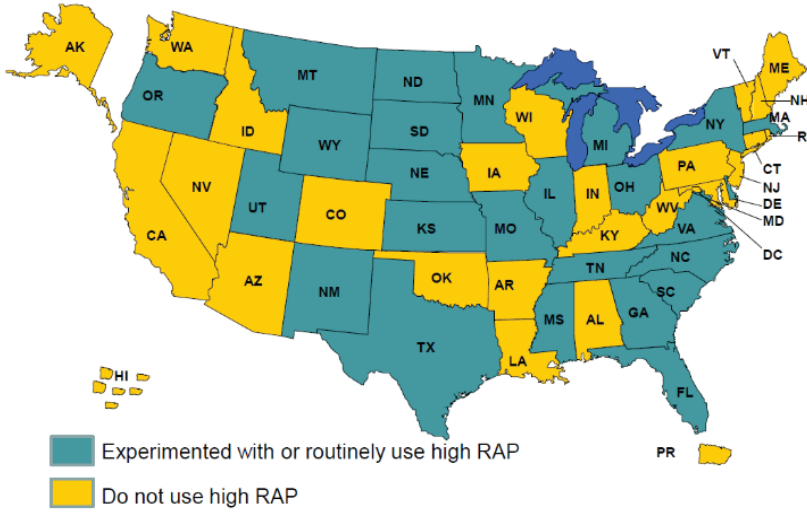 AK
WA
VT
ME
MT
ND
OR
MN
NH
ID
WI
NY
MA
SD
R
WY
MI
IA
PA
CT
NE
NJ
NV
OH
IN
IL
DE
UT
CO
WV
MD
CA
KS
MO
VA
KY
DC
NC
TN
AZ
OK
NM
AR
SC
MS
AL
GA
TX
LA
HI
FL
Experimented with or routinely use high RAP
PR
Do not use high RAP